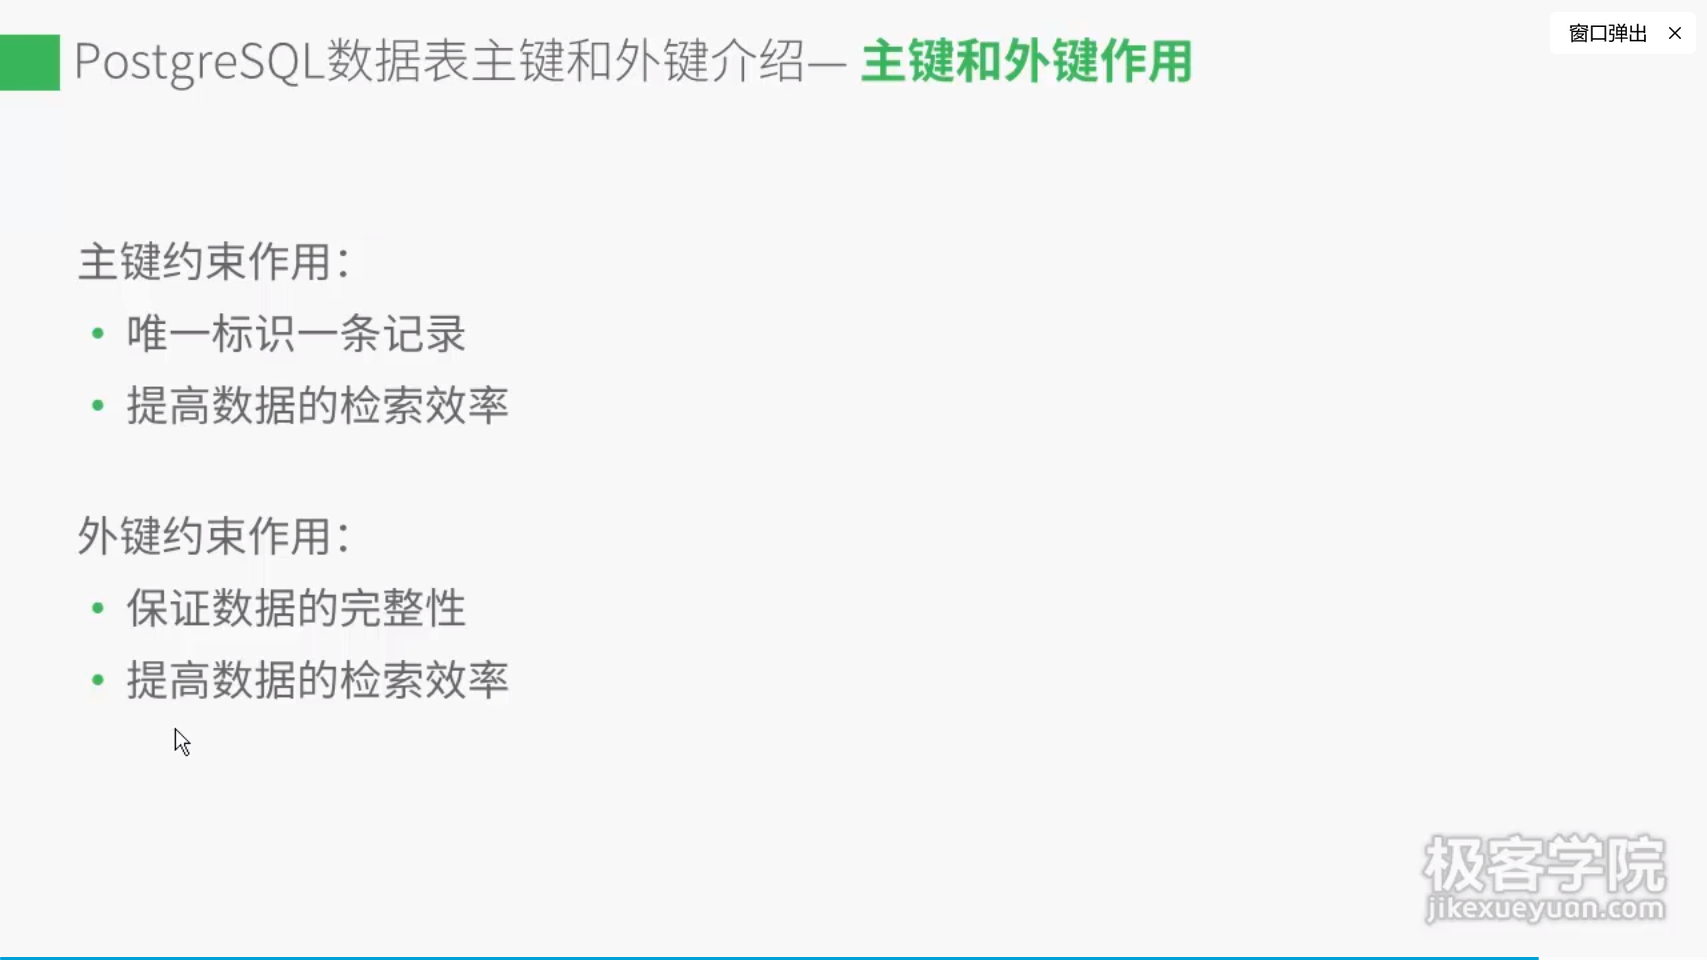 PostgreSQL数据表主键和外键介绍— 主键和外键作用
窗口弹出 ×
主键约束作用：
• 唯一标识一条记录
• 提高数据的检索效率
外键约束作用：
• 保证数据的完整性
• 提高数据的检索效率
极客学院
jikexueyuan.com